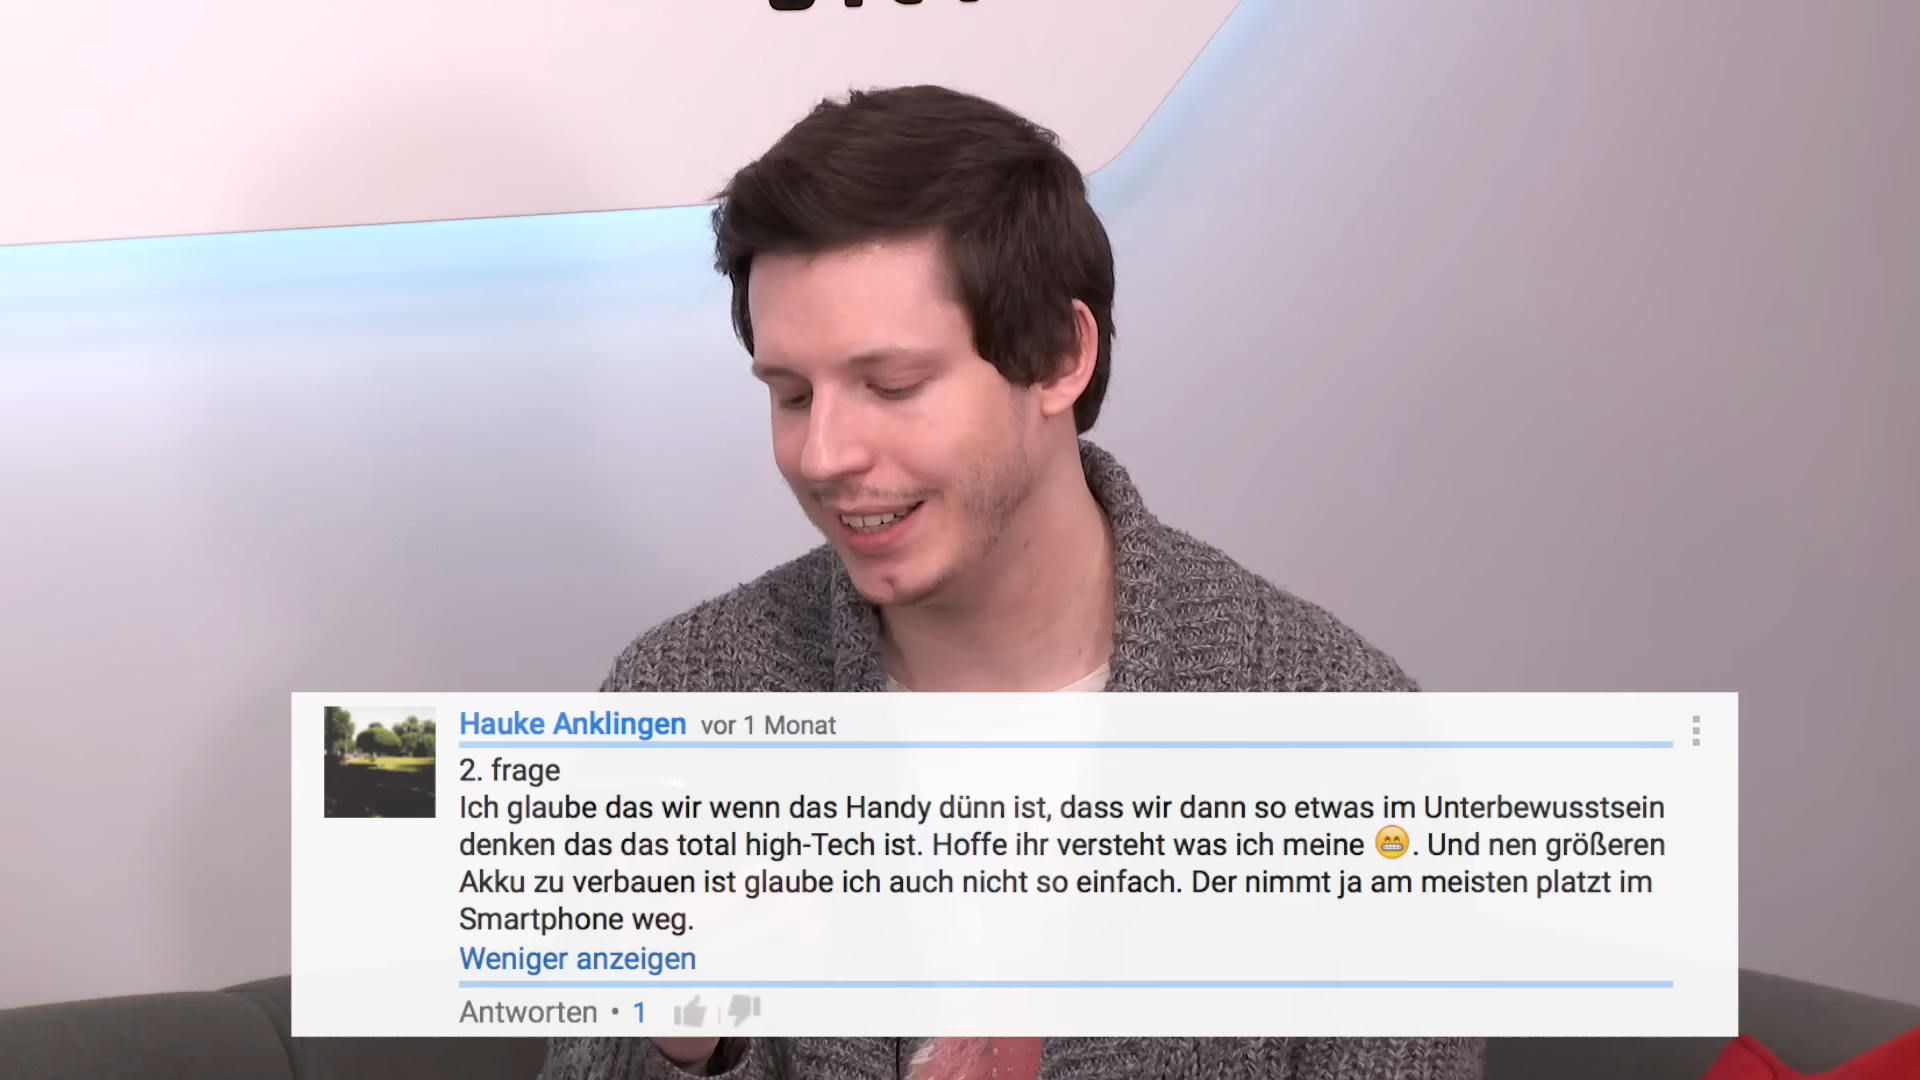 Hauke Anklingen vor 1 Monat
2. frage
Ich glaube das wir wenn das Handy dünn ist, dass wir dann so etwas im Unterbewusstsein
denken das das total high-Tech ist. Hoffe ihr versteht was ich meine 😁. Und nen größeren
Akku zu verbauen ist glaube ich auch nicht so einfach. Der nimmt ja am meisten platzt im
Smartphone weg.
Weniger anzeigen
Antworten • 1